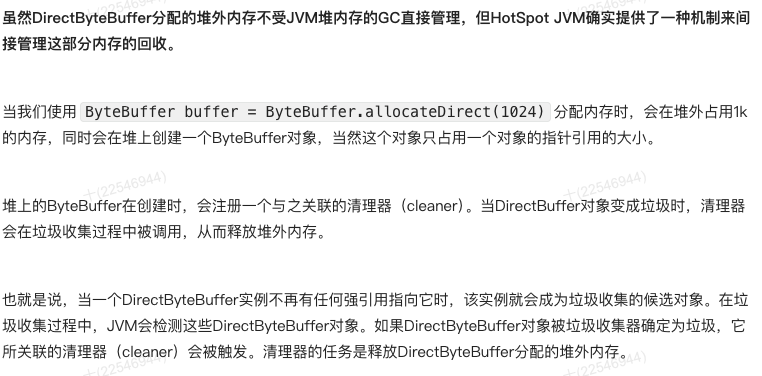 虽然DirectByteBuffer分配的堆外内存不受JVM堆内存的GC直接管理，但HotSpot JVM确实提供了一种机制来间
接管理这部分内存的回收。
当我们使用 ByteBuffer buffer = ByteBuffer.allocateDirect(1024) 分配内存时，会在堆外占用1k
的内存，同时会在堆上创建一个ByteBuffer对象，当然这个对象只占用一个对象的指针引用的大小。
堆上的ByteBuffer在创建时，会注册一个与之关联的清理器（cleaner）。当DirectBuffer对象变成垃圾时，清理器
会在垃圾收集过程中被调用，从而释放堆外内存。
也就是说，当一个DirectByteBuffer实例不再有任何强引用指向它时，该实例就会成为垃圾收集的候选对象。在垃
圾收集过程中，JVM会检测这些DirectByteBuffer对象。如果DirectByteBuffer对象被垃圾收集器确定为垃圾，它
所关联的清理器（cleaner）会被触发。清理器的任务是释放DirectByteBuffer分配的堆外内存。